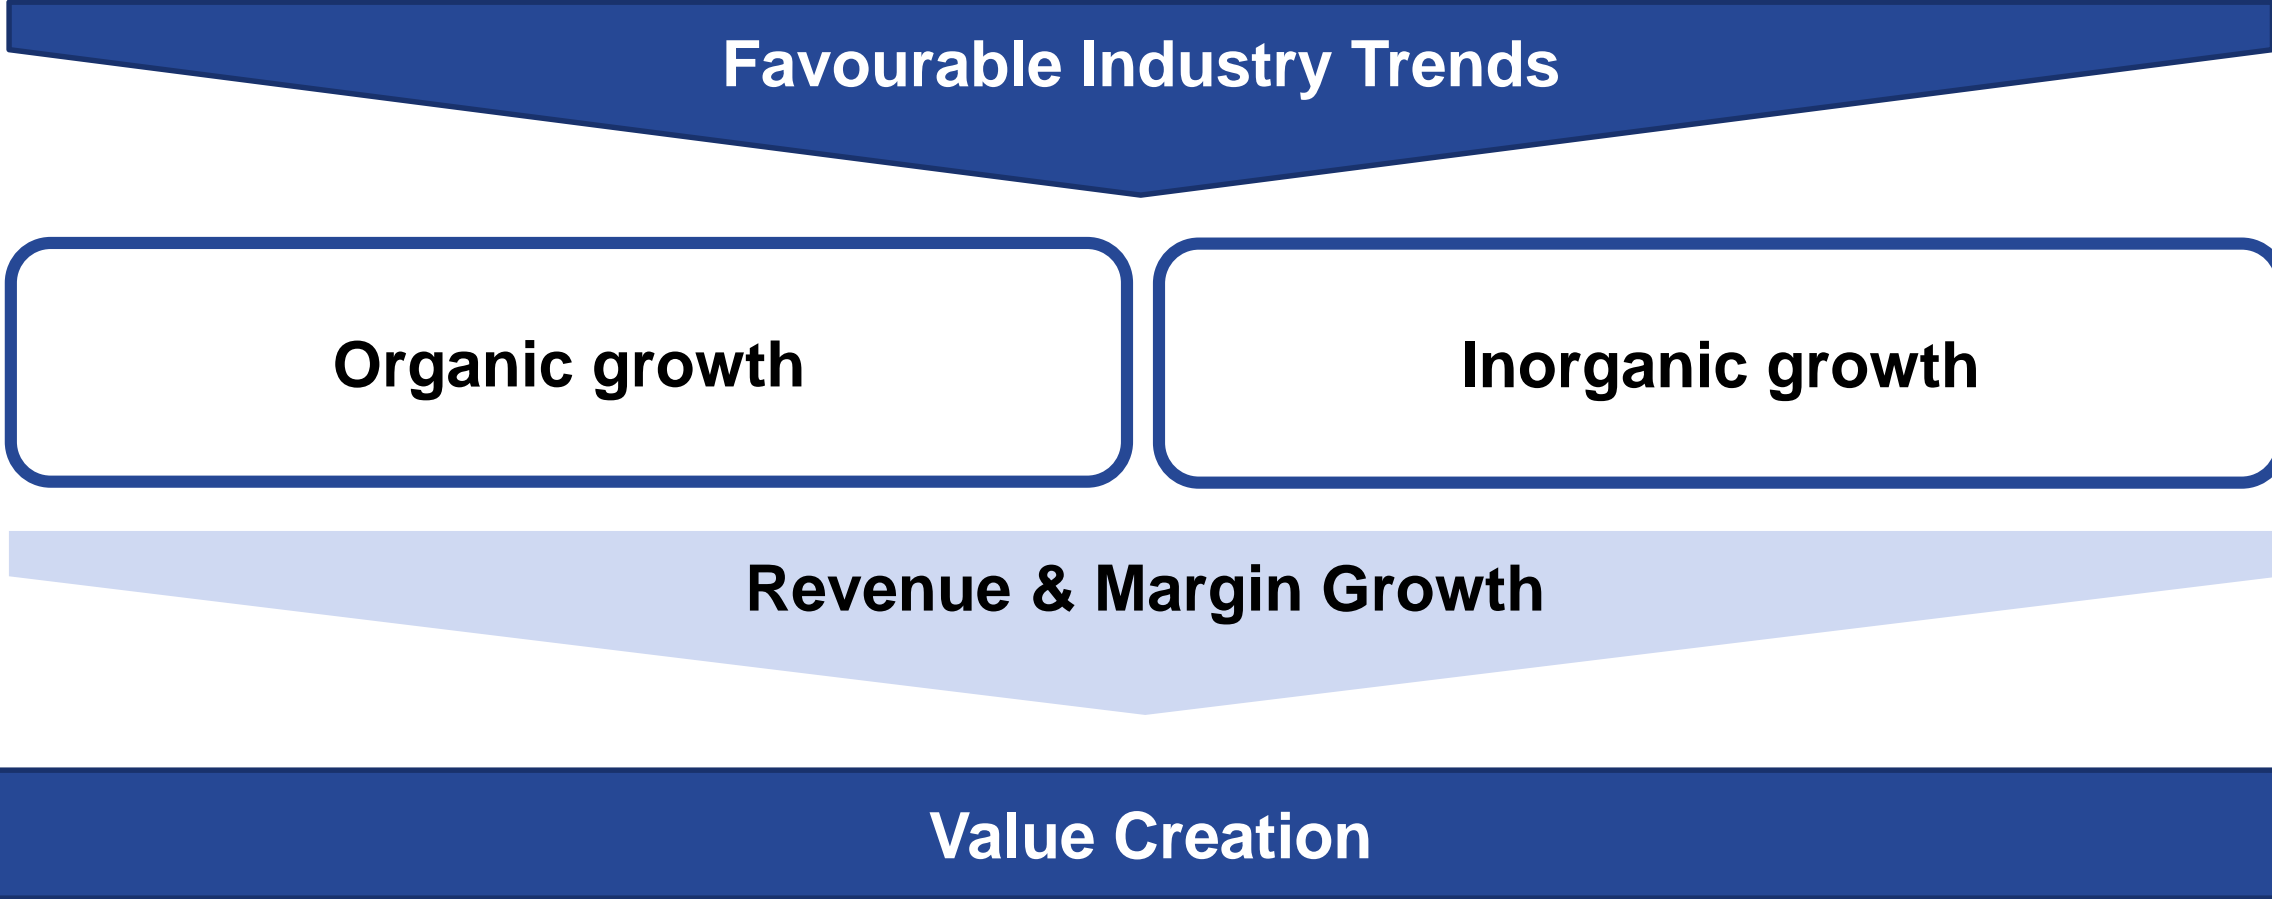 Favourable Industry Trends
Organic growth
Inorganic growth
Revenue & Margin Growth
Value Creation